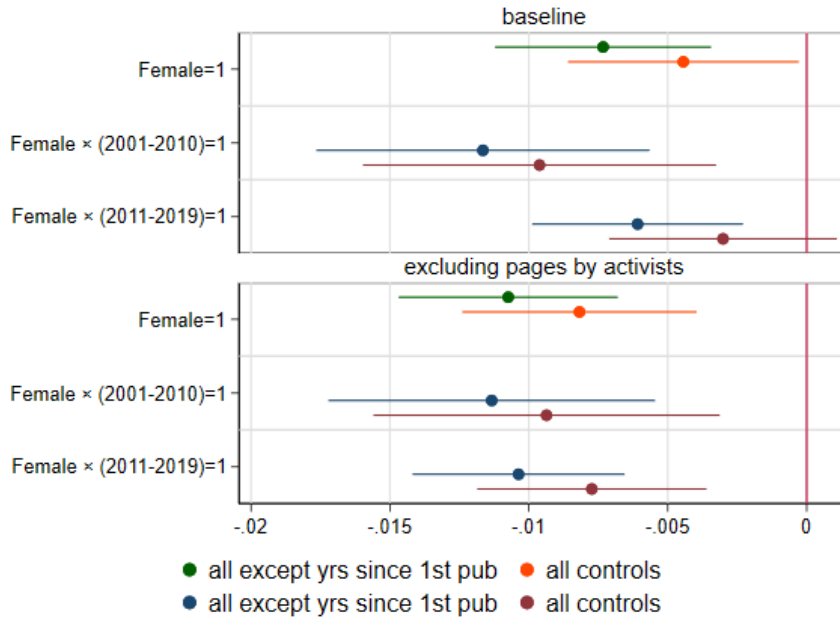 baseline
Female=1
Female × (2001-2010)=1
Female × (2011-2019)=1
excluding pages by activists
Female=1
Female × (2001-2010)=1
Female × (2011-2019)=1
-.02 -.015 -.01 -.005 0
all except yrs since 1st pub all controls
all except yrs since 1st pub all controls